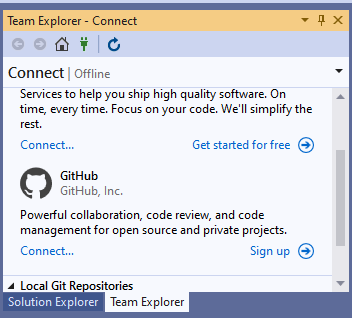 Team Explorer - Connect
Connect | Offline
Services to help you ship high quality software. On
time, every time. Focus on your code. We'll simplify the
rest.
Connect... Get started for free
GitHub
GitHub, Inc.
Powerful collaboration, code review, and code
management for open source and private projects.
Connect... Sign up
Local Git Repositories
Solution Explorer Team Explorer